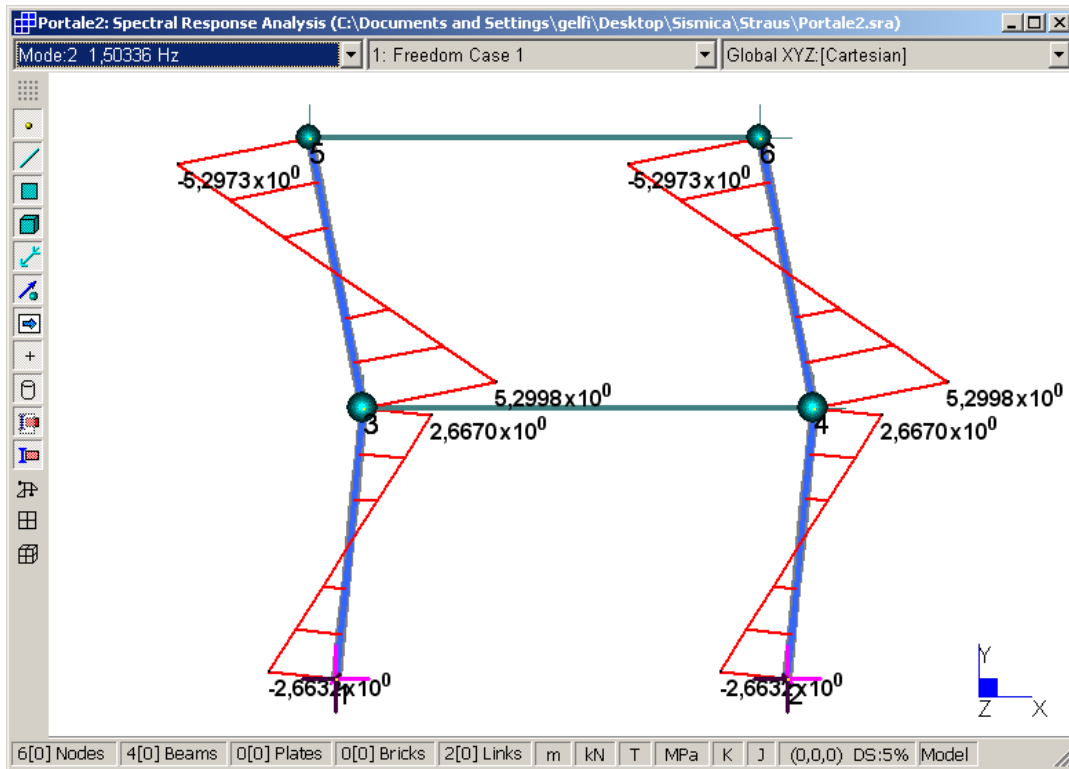 Portale2: Spectral Response Analysis (C:\Documents and Settings\gelfi\Desktop\Sismica\Straus\Portale2.sra)
Mode:2 1,50336 Hz
1: Freedom Case 1
Global XYZ:[Cartesian]
5
6
-5,2973x10⁰
-5,2973x10⁰
5,2998x10⁰
5,2998x10⁰
3
4
2,6670x10⁰
2,6670x10⁰
-2,6632x10⁰
-2,6632x10⁰
1
2
Y
Z X
6[0] Nodes 4[0] Beams 0[0] Plates 0[0] Bricks 2[0] Links m kN T MPa K J (0,0,0) DS:5% Model